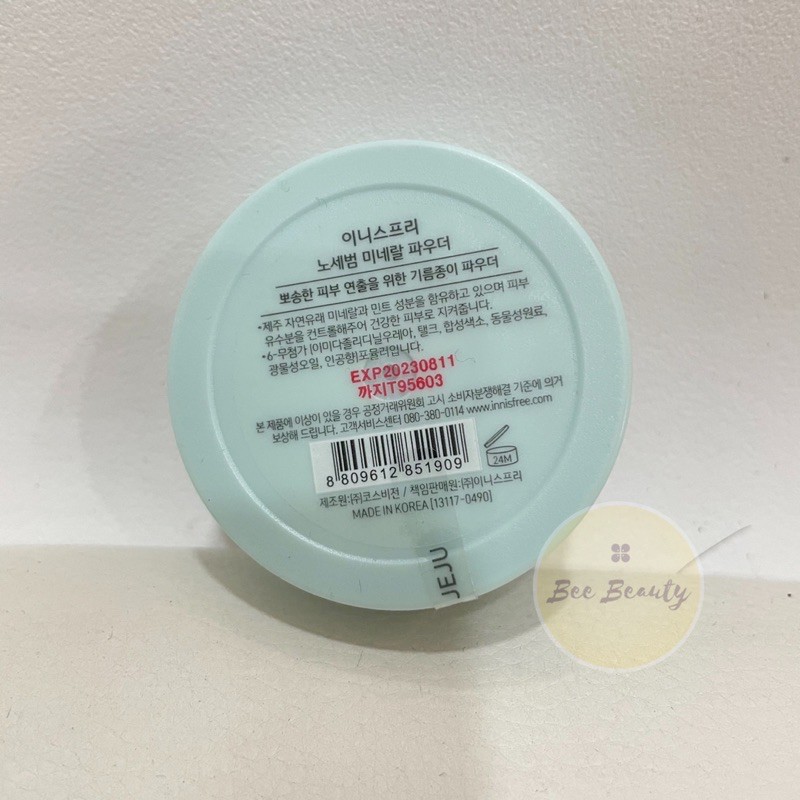 이니스프리
노세범 미네랄 파우더
뽀송한 피부 연출을 위한 기름종이 파우더
•제주 자연유래 미네랄과 민트 성분을 함유하고 있으며 피부
유수분을 컨트롤해주어 건강한 피부로 지켜줍니다.
•6-무첨가 [이미다졸리디닐우레아, 탤크, 합성색소, 동물성원료,
광물성오일, 인공향]포뮬러입니다.
EXP20230811
까지T95603
본 제품에 이상이 있을 경우 공정거래위원회 고시 소비자분쟁해결 기준에 의거
보상해 드립니다. 고객서비스센터 080-380-0114 www.innisfree.com
8 809612 851909
24M
제조원:(주)코스비전 / 책임판매원:(주)이니스프리
MADE IN KOREA [13117-0490]
JEJU
Bee Beauty